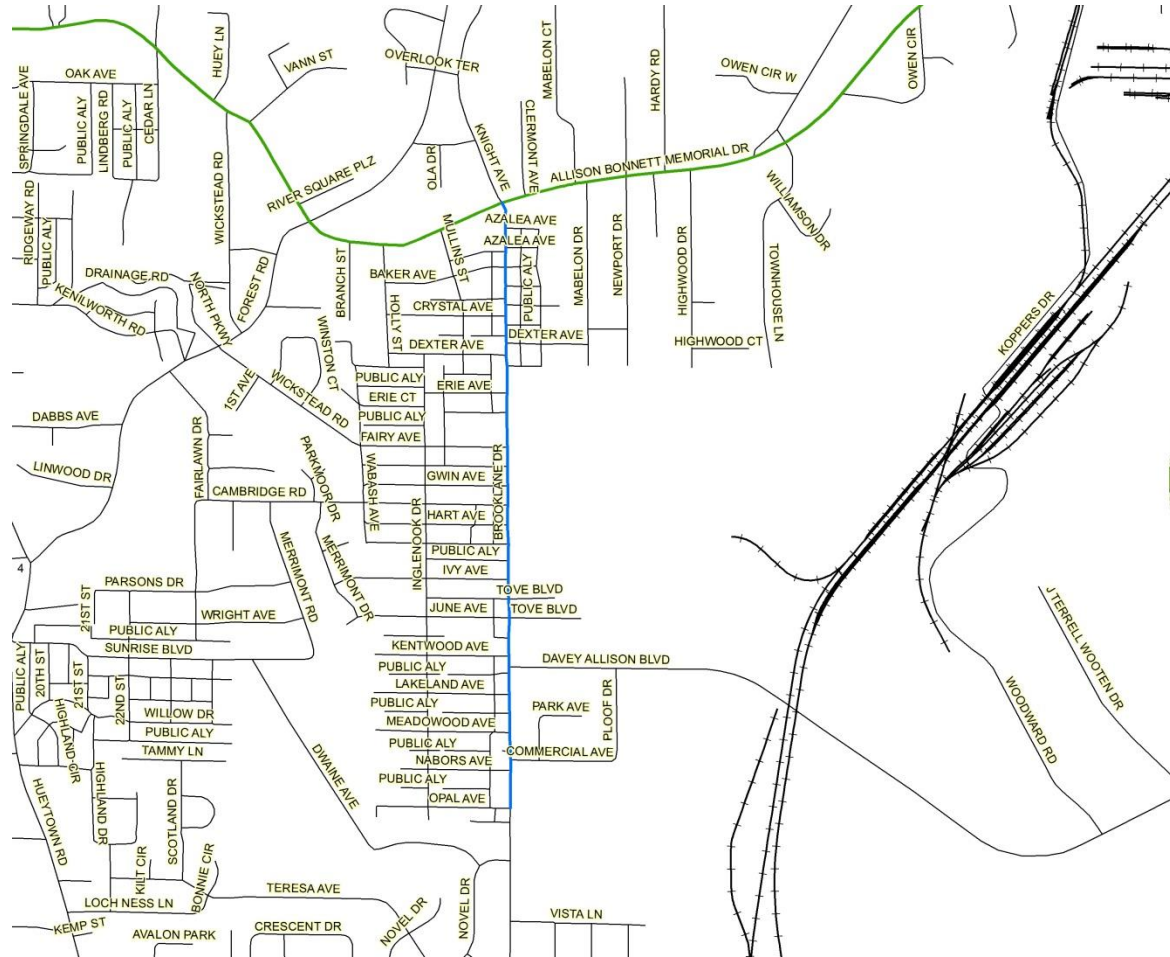 HUEY LN
VANN ST
OVERLOOK TER
MABELON CT
HARDY RD
OWEN CIR W
OWEN CIR
OAK AVE
SPRINGDALE AVE
PUBLIC ALY
LINDBERG RD
PUBLIC ALY
CEDAR LN
WICKSTEAD RD
RIVER SQUARE PLZ
OLA DR
KNIGHT AVE
CLERMONT AVE
ALLISON BONNETT MEMORIAL DR
WILLIAMSON DR
RIDGEWAY RD
PUBLIC ALY
AZALEA AVE
AZALEA AVE
MULLINS ST
PUBLIC ALY
MABELON DR
NEWPORT DR
HIGHWOOD DR
TOWNHOUSE LN
DRAINAGE RD
KENILWORTH RD
NORTH PKWY
FOREST RD
BRANCH ST
BAKER AVE
HOLLY ST
CRYSTAL AVE
DEXTER AVE
DEXTER AVE
HIGHWOOD CT
KOPPERS DR
WINSTON CT
1ST AVE
WICKSTEAD RD
PUBLIC ALY
ERIE AVE
ERIE CT
PUBLIC ALY
FAIRY AVE
DABBS AVE
LINWOOD DR
FAIRLAWN DR
PARKMOOR DR
WABASH AVE
GWIN AVE
BROOKLANE DR
CAMBRIDGE RD
HART AVE
INGLENOOK DR
PUBLIC ALY
IVY AVE
MERRIMONT RD
MERRIMONT DR
4
PARSONS DR
TOVE BLVD
JUNE AVE
TOVE BLVD
21ST ST
WRIGHT AVE
PUBLIC ALY
SUNRISE BLVD
KENTWOOD AVE
PUBLIC ALY
DAVEY ALLISON BLVD
J TERRELL WOOTEN DR
PUBLIC ALY
20TH ST
21ST ST
22ND ST
LAKELAND AVE
PUBLIC ALY
PLOOF DR
PARK AVE
WOODWARD RD
HIGHLAND CIR
WILLOW DR
PUBLIC ALY
MEADOWOOD AVE
PUBLIC ALY
COMMERCIAL AVE
TAMMY LN
DWAINE AVE
NABORS AVE
PUBLIC ALY
OPAL AVE
HUEYTOWN RD
HIGHLAND DR
SCOTLAND DR
KILT CIR
BONNIE CIR
TERESA AVE
LOCH NESS LN
NOVEL DR
NOVEL DR
VISTA LN
KEMP ST
AVALON PARK
CRESCENT DR